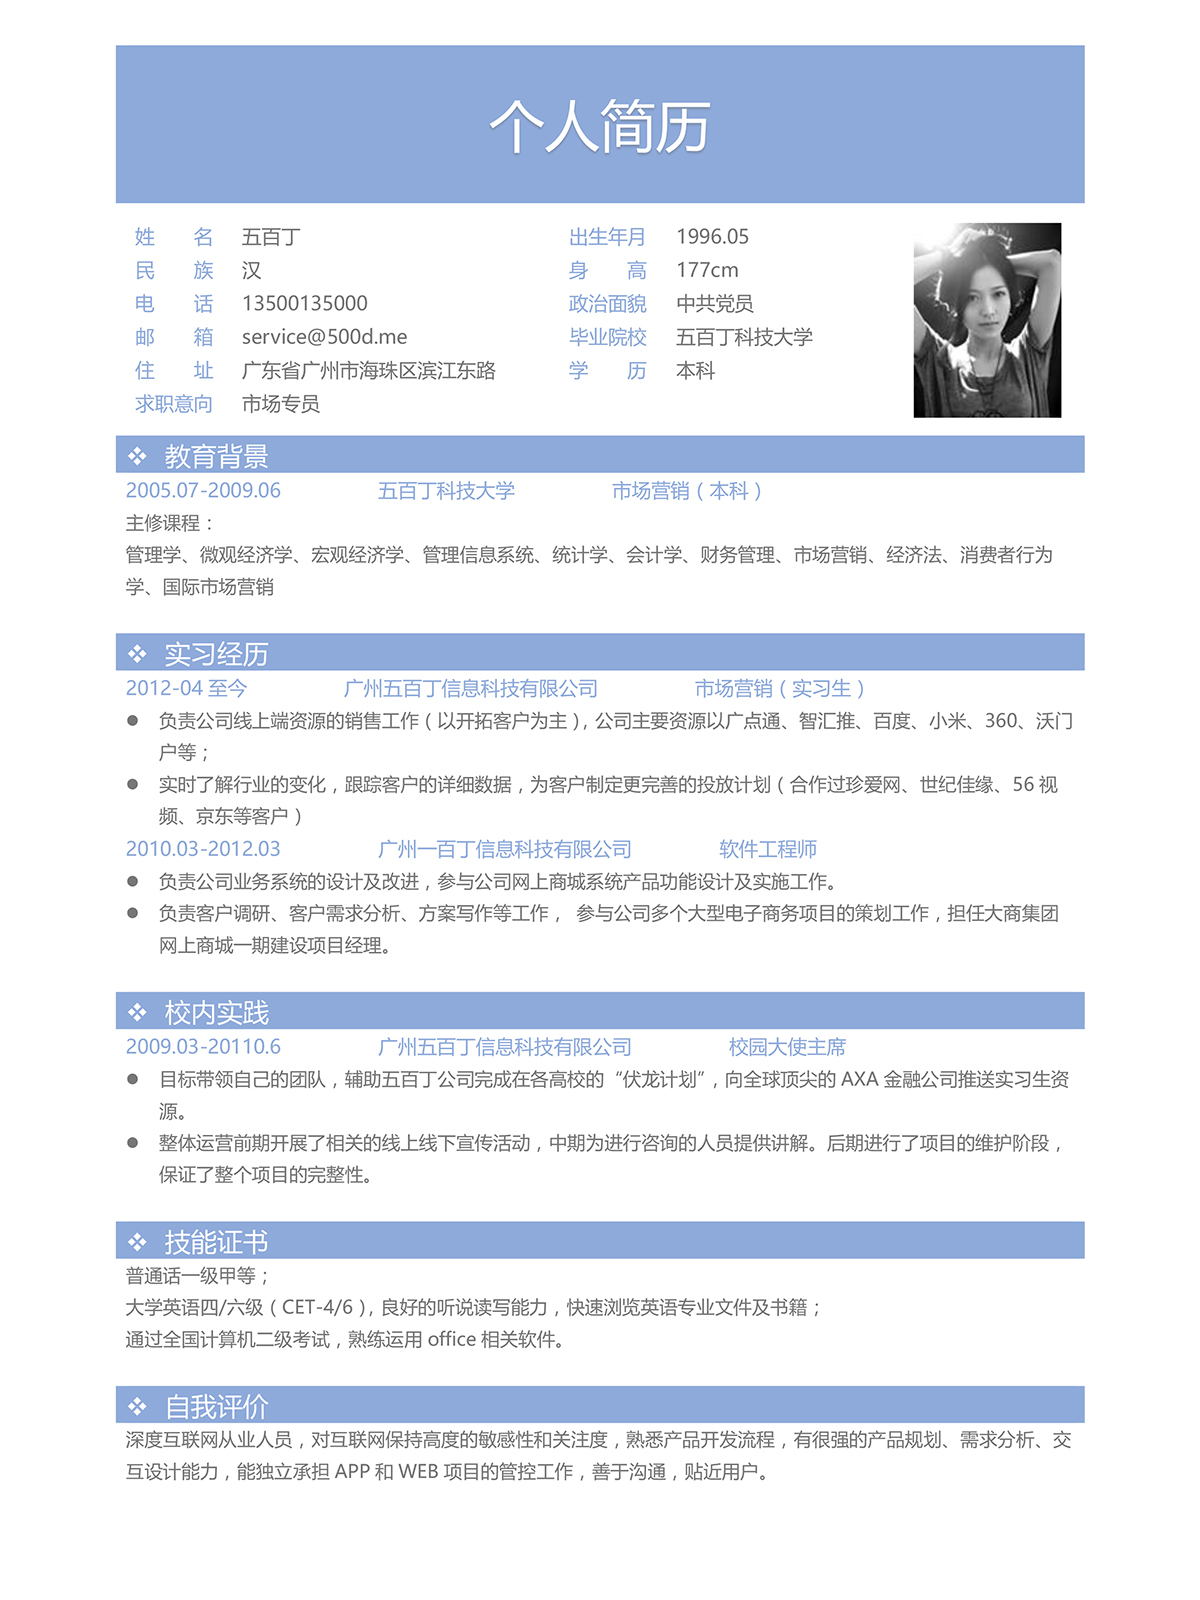 个人简历
姓 名 五百丁 出生年月 1996.05
民 族 汉 身 高 177cm
电 话 13500135000 政治面貌 中共党员
邮 箱 service@500d.me 毕业院校 五百丁科技大学
住 址 广东省广州市海珠区滨江东路 学 历 本科
求职意向 市场专员
❖ 教育背景
2005.07-2009.06 五百丁科技大学 市场营销（本科）
主修课程：
管理学、微观经济学、宏观经济学、管理信息系统、统计学、会计学、财务管理、市场营销、经济法、消费者行为
学、国际市场营销
❖ 实习经历
2012-04 至今 广州五百丁信息科技有限公司 市场营销（实习生）
● 负责公司线上端资源的销售工作（以开拓客户为主），公司主要资源以广点通、智汇推、百度、小米、360、沃门
户等；
● 实时了解行业的变化，跟踪客户的详细数据，为客户制定更完善的投放计划（合作过珍爱网、世纪佳缘、56 视
频、京东等客户）
2010.03-2012.03 广州一百丁信息科技有限公司 软件工程师
● 负责公司业务系统的设计及改进，参与公司网上商城系统产品功能设计及实施工作。
● 负责客户调研、客户需求分析、方案写作等工作， 参与公司多个大型电子商务项目的策划工作，担任大商集团
网上商城一期建设项目经理。
❖ 校内实践
2009.03-20110.6 广州五百丁信息科技有限公司 校园大使主席
● 目标带领自己的团队，辅助五百丁公司完成在各高校的“伏龙计划”，向全球顶尖的 AXA 金融公司推送实习生资
源。
● 整体运营前期开展了相关的线上线下宣传活动，中期为进行咨询的人员提供讲解。后期进行了项目的维护阶段，
保证了整个项目的完整性。
❖ 技能证书
普通话一级甲等；
大学英语四/六级（CET-4/6），良好的听说读写能力，快速浏览英语专业文件及书籍；
通过全国计算机二级考试，熟练运用 office 相关软件。
❖ 自我评价
深度互联网从业人员，对互联网保持高度的敏感性和关注度，熟悉产品开发流程，有很强的产品规划、需求分析、交
互设计能力，能独立承担 APP 和 WEB 项目的管控工作，善于沟通，贴近用户。